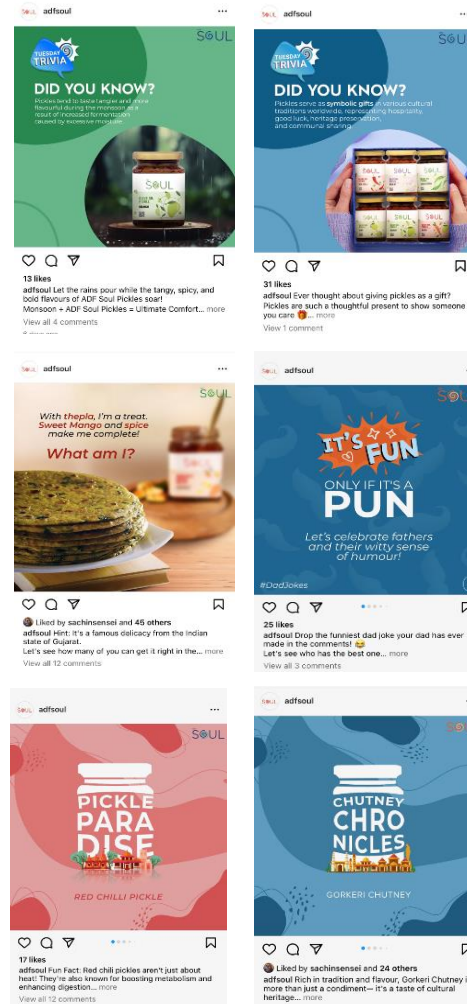 adfsoul
SOUL
TUESDAY
TRIVIA
DID YOU KNOW?
Pickles tend to taste tangier and more
flavourful during the monsoon as a
result of increased fermentation
caused by excessive moisture
SOUL
13 likes
adfsoul Let the rains pour while the tangy, spicy, and
bold flavours of ADF Soul Pickles soar!
Monsoon + ADF Soul Pickles = Ultimate Comfort... more
View all 4 comments
adfsoul
SOU
TUESDAY
TRIVIA
DID YOU KNOW?
Pickles serve as symbolic gifts in various cultural
traditions worldwide, representing hospitality,
good luck, heritage preservation,
and communal sharing
SOUL SOUL SOUL
SOUL SOUL SOUL
31 likes
adfsoul Ever thought about giving pickles as a gift?
Pickles are such a thoughtful present to show someone
you care 🎁... more
View 1 comment
adfsoul
SOUL
With thepla, I'm a treat.
Sweet Mango and spice
make me complete!
What am I?
SOUL
Liked by sachinsensei and 45 others
adfsoul Hint: It's a famous delicacy from the Indian
state of Gujarat.
Let's see how many of you can get it right in the... more
View all 12 comments
adfsoul
IT'S FUN
ONLY IF IT'S A
PUN
Let's celebrate fathers
and their witty sense
of humour!
#DadJokes
25 likes
adfsoul Drop the funniest dad joke your dad has ever
made in the comments! 😂
Let's see who has the best one... more
View all 3 comments
adfsoul
SOUL
PICKLE
PARA
DISE
RED CHILLI PICKLE
17 likes
adfsoul Fun Fact: Red chili pickles aren't just about
heat! They're also known for boosting metabolism and
enhancing digestion... more
View all 12 comments
adfsoul
CHUTNEY
CHRO
NICLES
GORKERI CHUTNEY
Liked by sachinsensei and 24 others
adfsoul Rich in tradition and flavour, Gorkeri Chutney i
more than just a condiment— it's a taste of cultural
heritage... more